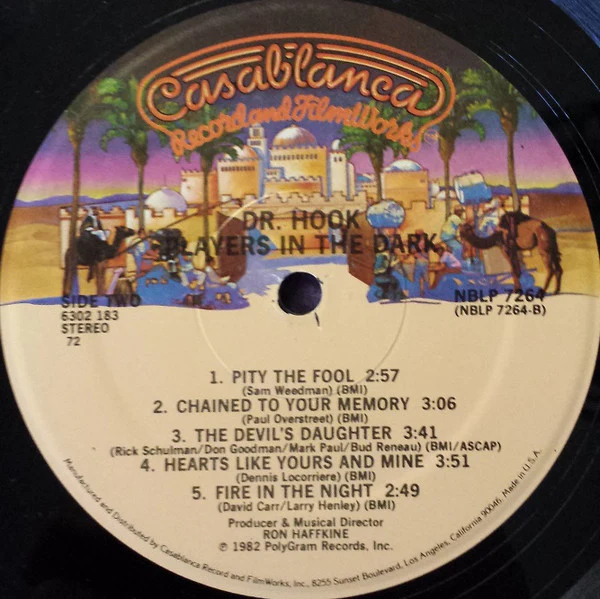 Casablanca
Record and FilmWorks
DR. HOOK
PLAYERS IN THE DARK
SIDE TWO
6302 183
STEREO
72
NBLP 7264
(NBLP 7264-B)
1. PITY THE FOOL 2:57
(Sam Weedman) (BMI)
2. CHAINED TO YOUR MEMORY 3:06
(Paul Overstreet) (BMI)
3. THE DEVIL'S DAUGHTER 3:41
(Rick Schulman/Don Goodman/Mark Paul/Bud Reneau) (BMI/ASCAP)
4. HEARTS LIKE YOURS AND MINE 3:51
(Dennis Locorriere) (BMI)
5. FIRE IN THE NIGHT 2:49
(David Carr/Larry Henley) (BMI)
Producer & Musical Director
RON HAFFKINE
℗ 1982 PolyGram Records, Inc.
Manufactured and Distributed by Casablanca Record and FilmWorks, Inc., 8255 Sunset Boulevard, Los Angeles, California 90046. Made in U.S.A.